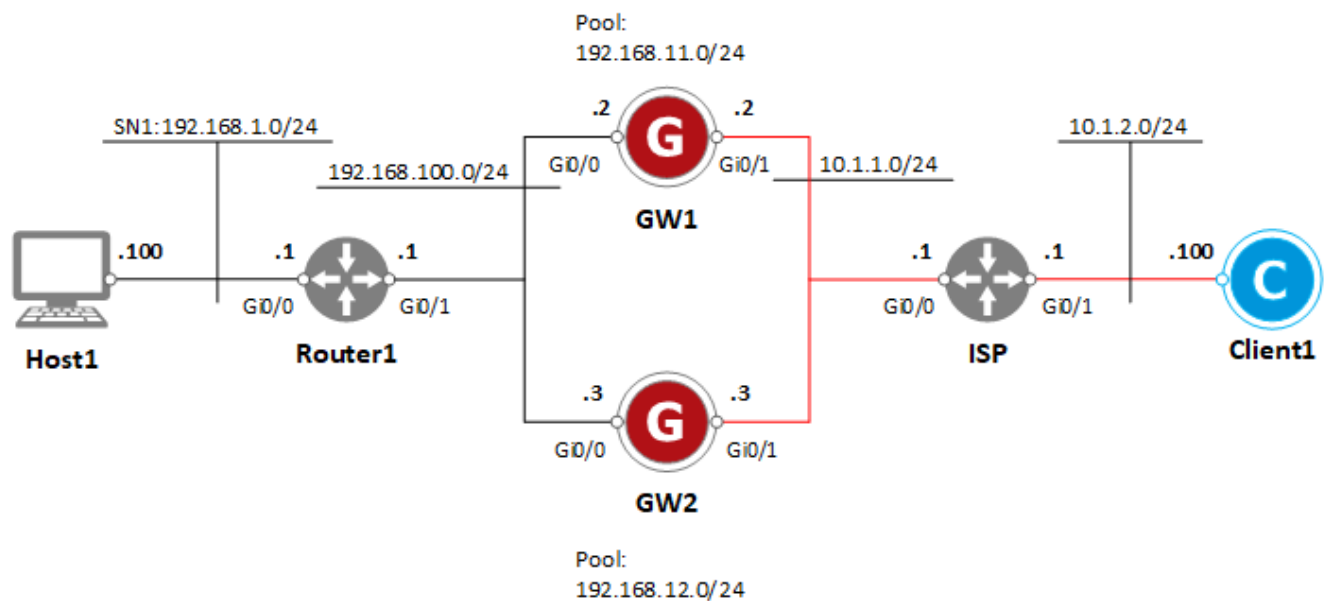 Pool:
192.168.11.0/24
.2
.2
G
SN1:192.168.1.0/24
10.1.2.0/24
192.168.100.0/24
Gi0/0
Gi0/1
10.1.1.0/24
GW1
.100
.1
.1
.1
.1
.100
C
Gi0/0
Gi0/1
Gi0/0
Gi0/1
Host1
Router1
ISP
Client1
.3
.3
G
Gi0/0
Gi0/1
GW2
Pool:
192.168.12.0/24